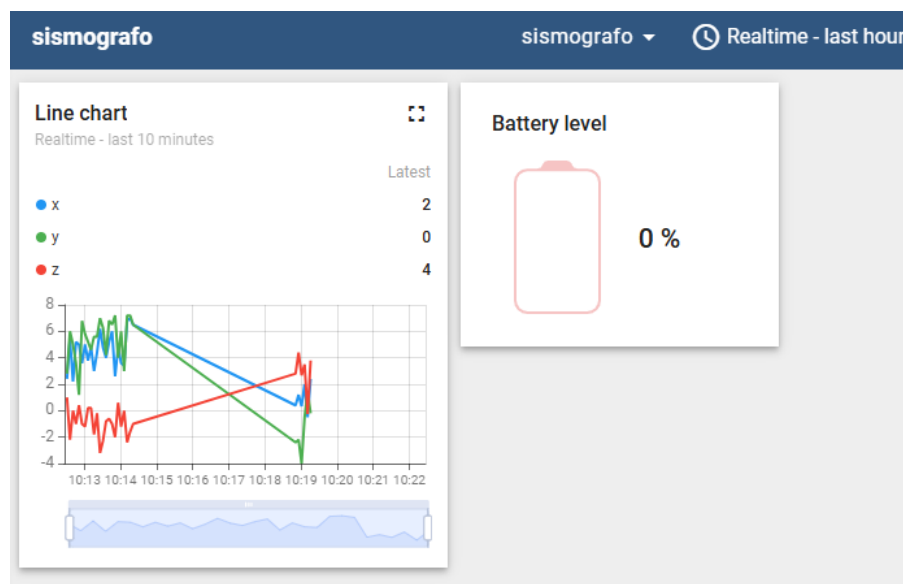 sismografo
sismografo
Realtime - last hour
Line chart
Realtime - last 10 minutes
Latest
x 2
y 0
z 4
8
6
4
2
0
-2
-4
10:13 10:14 10:15 10:16 10:17 10:18 10:19 10:20 10:21 10:22
Battery level
0 %